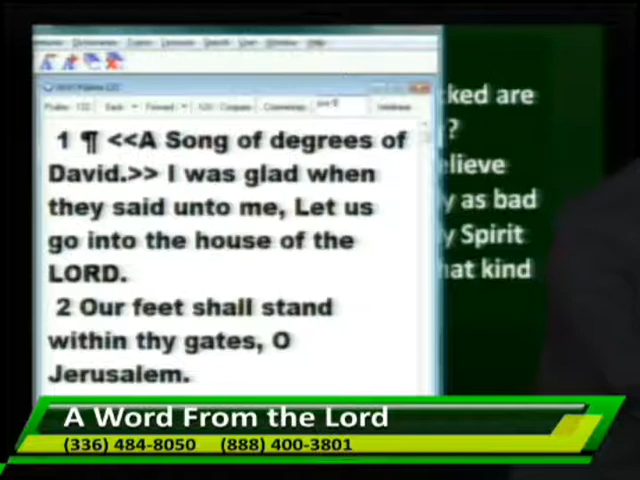 1 ¶ <<A Song of degrees of
David.>> I was glad when
they said unto me, Let us
go into the house of the
LORD.
2 Our feet shall stand
within thy gates, O
Jerusalem.
ked are
?
lieve
y as bad
y Spirit
hat kind
A Word From the Lord
(336) 484-8050 (888) 400-3801